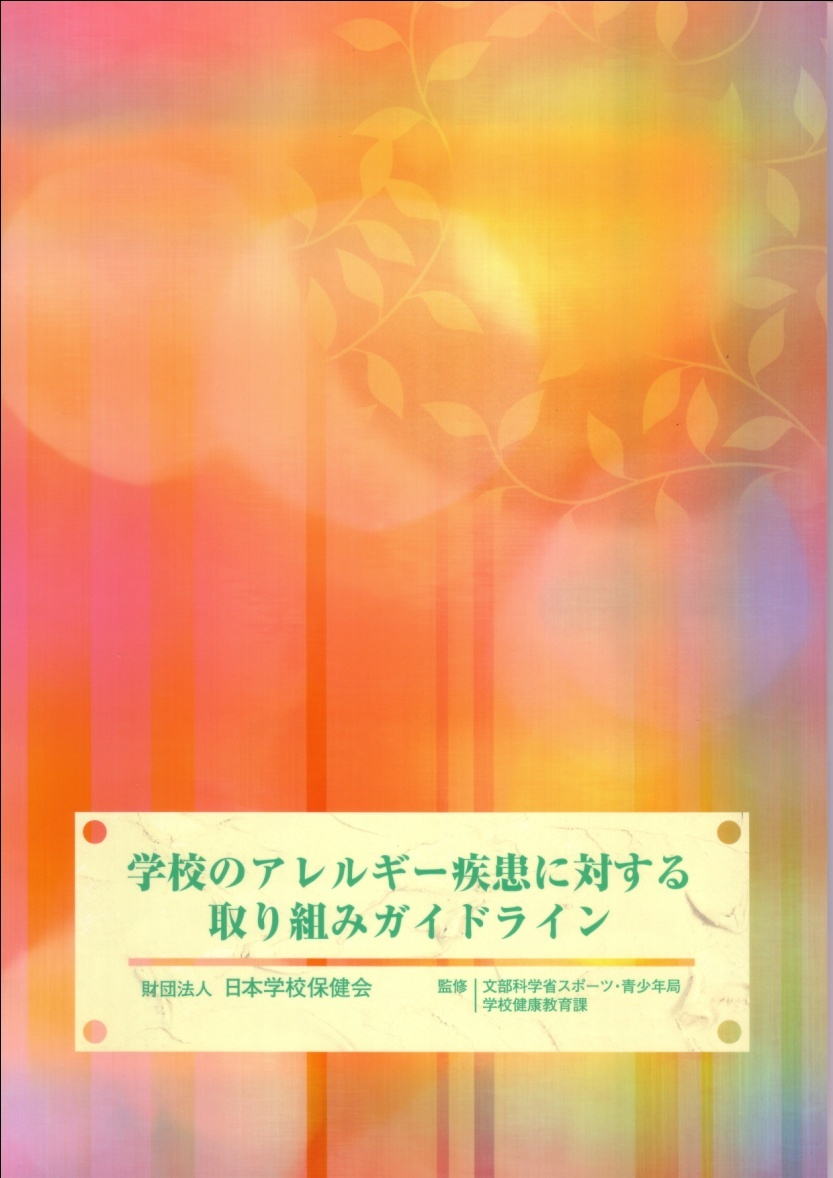 学校のアレルギー疾患に対する
取り組みガイドライン
財団法人 日本学校保健会
監修 文部科学省スポーツ・青少年局
学校健康教育課